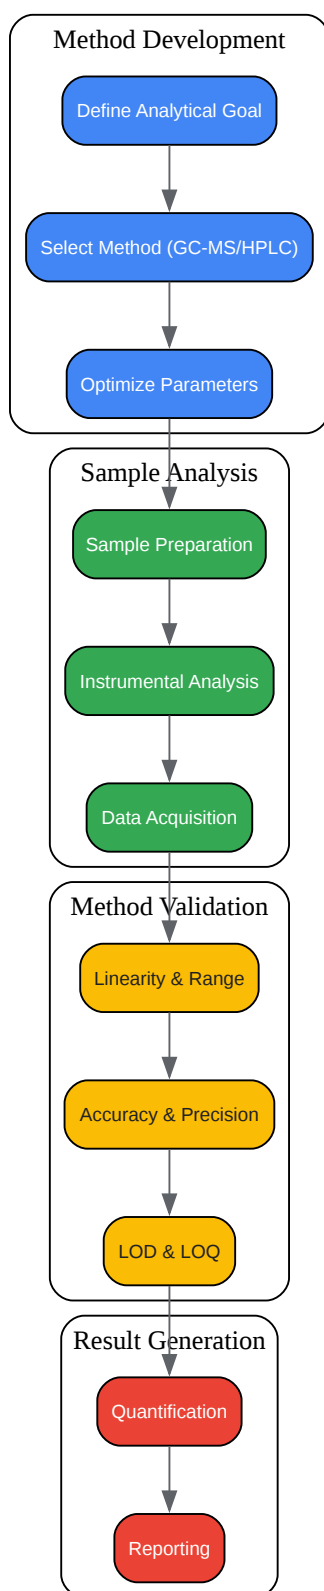 Method Development
Define Analytical Goal
Select Method (GC-MS/HPLC)
Optimize Parameters
Sample Analysis
Sample Preparation
Instrumental Analysis
Data Acquisition
Method Validation
Linearity & Range
Accuracy & Precision
LOD & LOQ
Result Generation
Quantification
Reporting